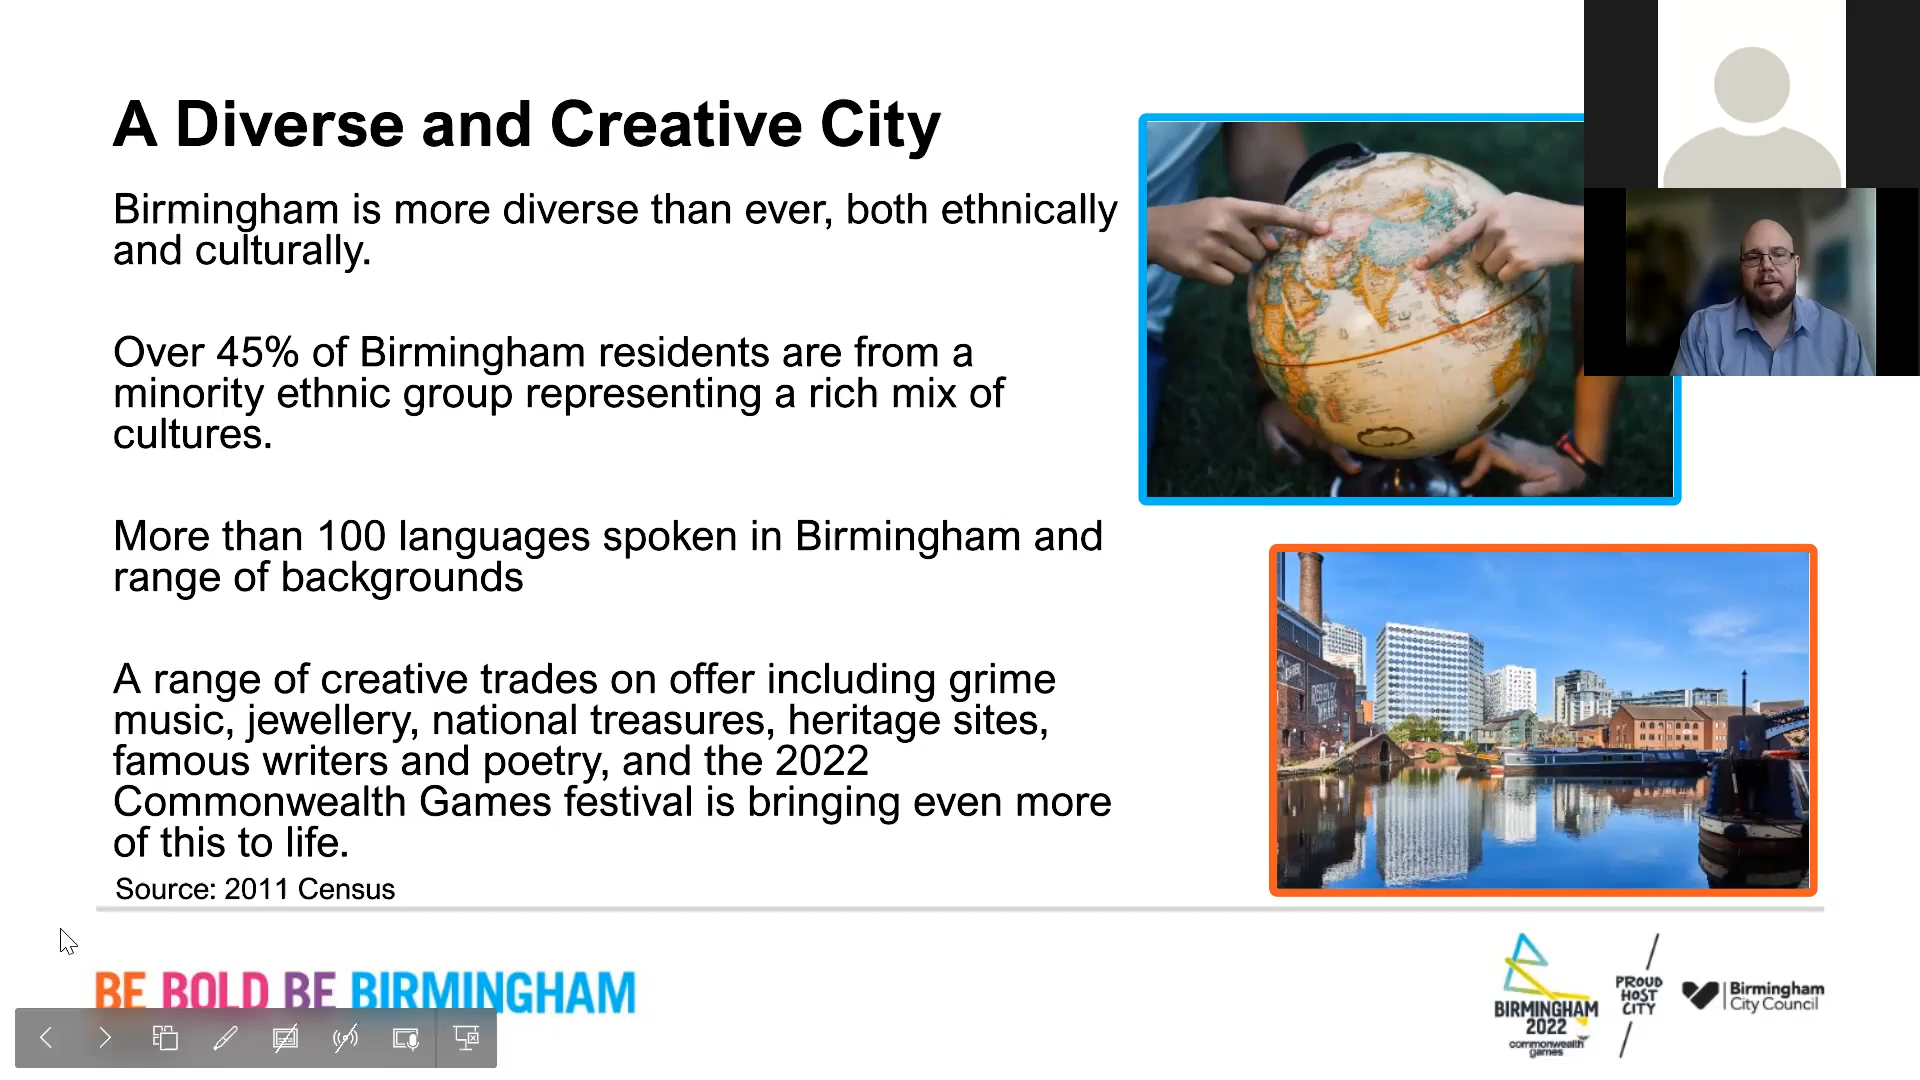 A Diverse and Creative City
Birmingham is more diverse than ever, both ethnically
and culturally.
Over 45% of Birmingham residents are from a
minority ethnic group representing a rich mix of
cultures.
More than 100 languages spoken in Birmingham and
range of backgrounds
A range of creative trades on offer including grime
music, jewellery, national treasures, heritage sites,
famous writers and poetry, and the 2022
Commonwealth Games festival is bringing even more
of this to life.
Source: 2011 Census
BE BOLD BE BIRMINGHAM
BIRMINGHAM
2022
commonwealth
games
PROUD
HOST
CITY
Birmingham
City Council